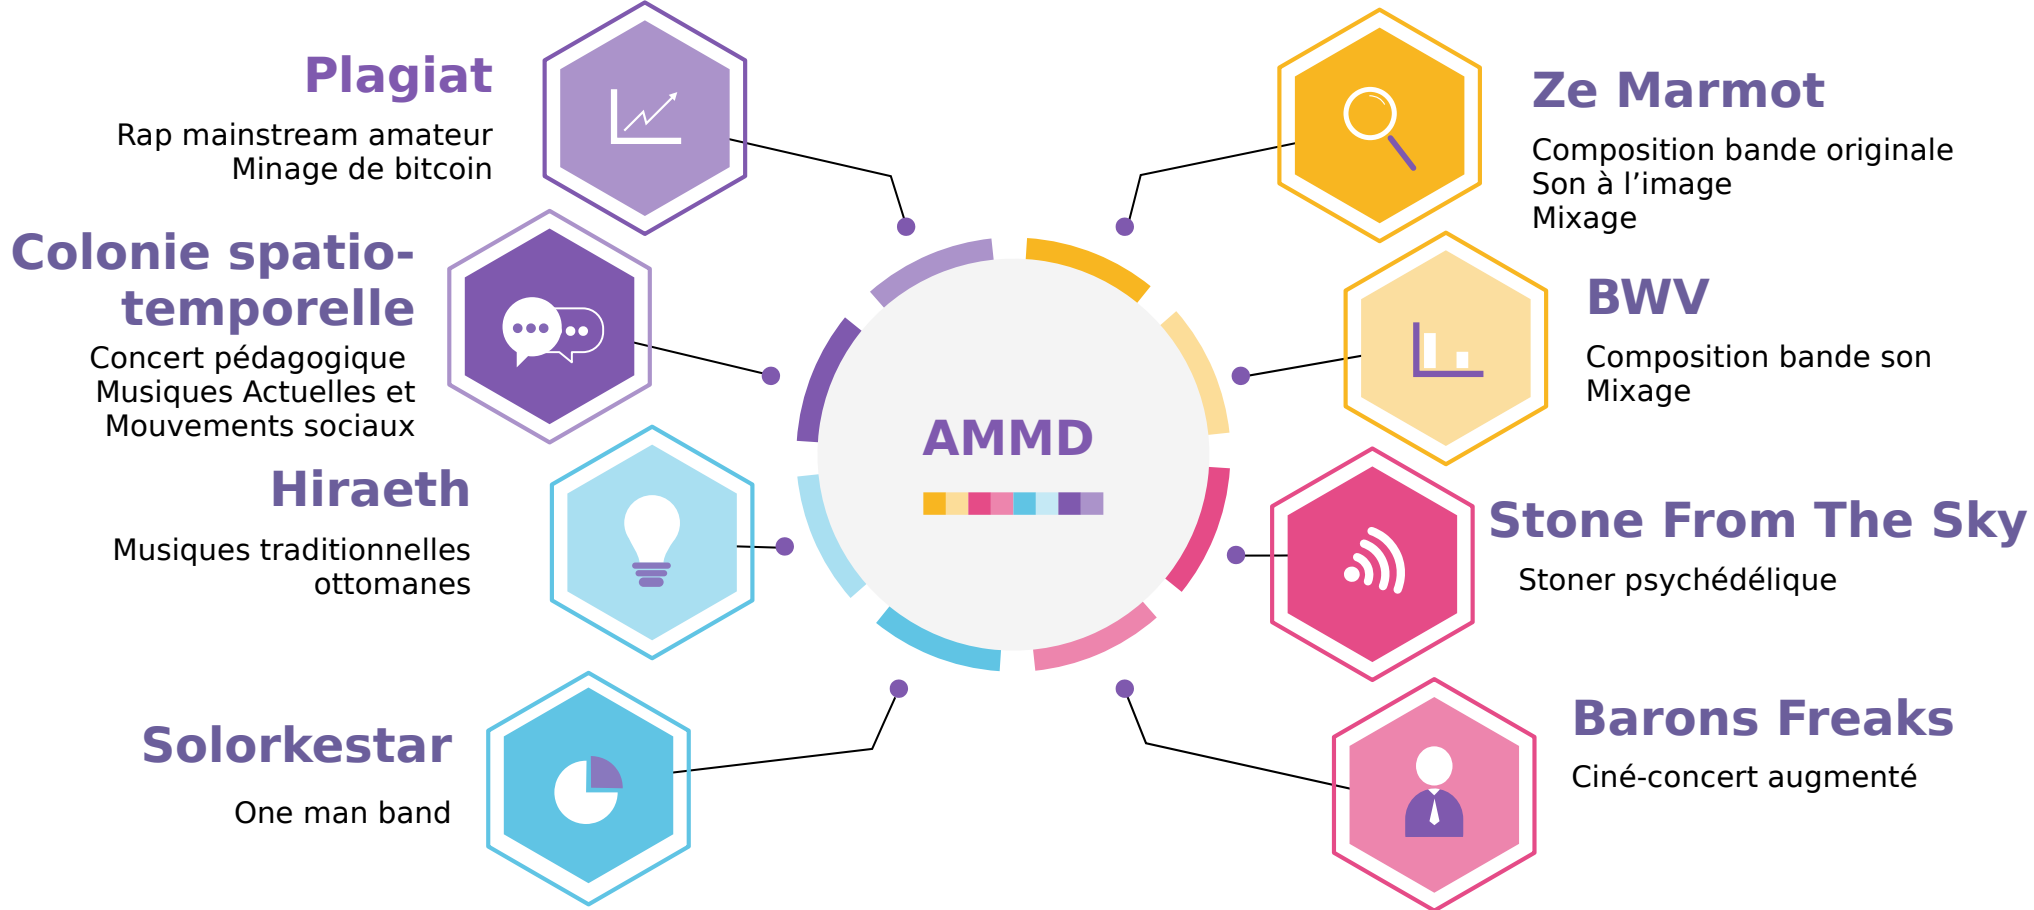 Plagiat
Rap mainstream amateur
Minage de bitcoin
Colonie spatio-
temporelle
Concert pédagogique
Musiques Actuelles et
Mouvements sociaux
Hiraeth
Musiques traditionnelles
ottomanes
Solorkestar
One man band
AMMD
Ze Marmot
Composition bande originale
Son à l’image
Mixage
BWV
Composition bande son
Mixage
Stone From The Sky
Stoner psychédélique
Barons Freaks
Ciné-concert augmenté